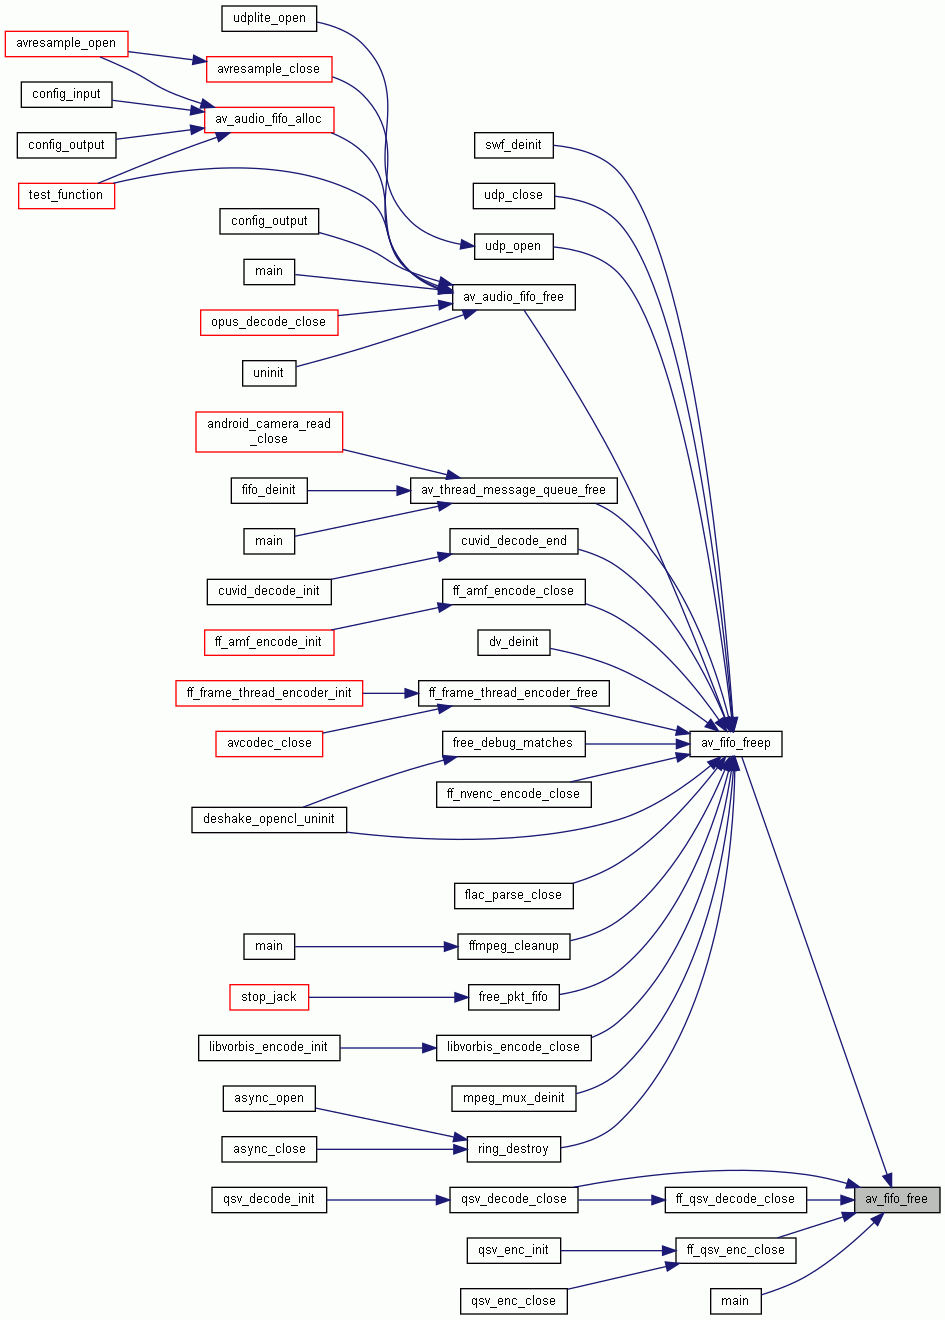 udplite_open
avresample_open
avresample_close
config_input
av_audio_fifo_alloc
config_output
swf_deinit
test_function
udp_close
config_output
udp_open
main
av_audio_fifo_free
opus_decode_close
uninit
android_camera_read
_close
fifo_deinit
av_thread_message_queue_free
main
cuvid_decode_end
cuvid_decode_init
ff_amf_encode_close
ff_amf_encode_init
dv_deinit
ff_frame_thread_encoder_init
ff_frame_thread_encoder_free
avcodec_close
free_debug_matches
av_fifo_freep
ff_nvenc_encode_close
deshake_opencl_uninit
flac_parse_close
main
ffmpeg_cleanup
stop_jack
free_pkt_fifo
libvorbis_encode_init
libvorbis_encode_close
async_open
mpeg_mux_deinit
async_close
ring_destroy
qsv_decode_init
qsv_decode_close
ff_qsv_decode_close
av_fifo_free
qsv_enc_init
ff_qsv_enc_close
qsv_enc_close
main